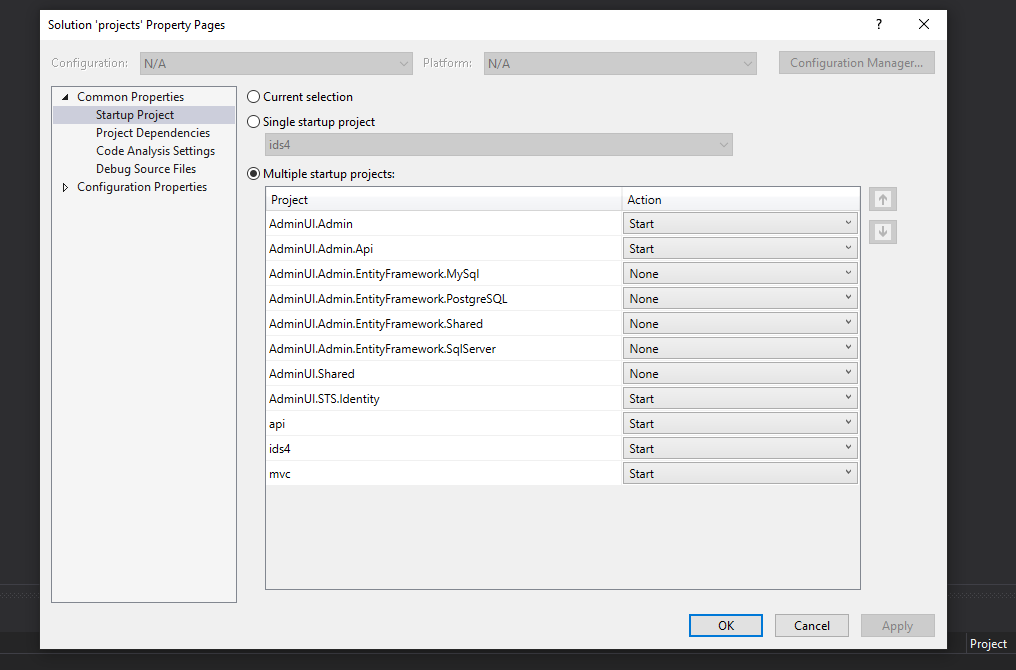 Solution 'projects' Property Pages
?
Configuration: N/A Platform: N/A Configuration Manager...
Common Properties
Startup Project
Project Dependencies
Code Analysis Settings
Debug Source Files
Configuration Properties
Current selection
Single startup project
ids4
Multiple startup projects:
Project Action
AdminUI.Admin Start
AdminUI.Admin.Api Start
AdminUI.Admin.EntityFramework.MySql None
AdminUI.Admin.EntityFramework.PostgreSQL None
AdminUI.Admin.EntityFramework.Shared None
AdminUI.Admin.EntityFramework.SqlServer None
AdminUI.Shared None
AdminUI.STS.Identity Start
api Start
ids4 Start
mvc Start
OK Cancel Apply
Project